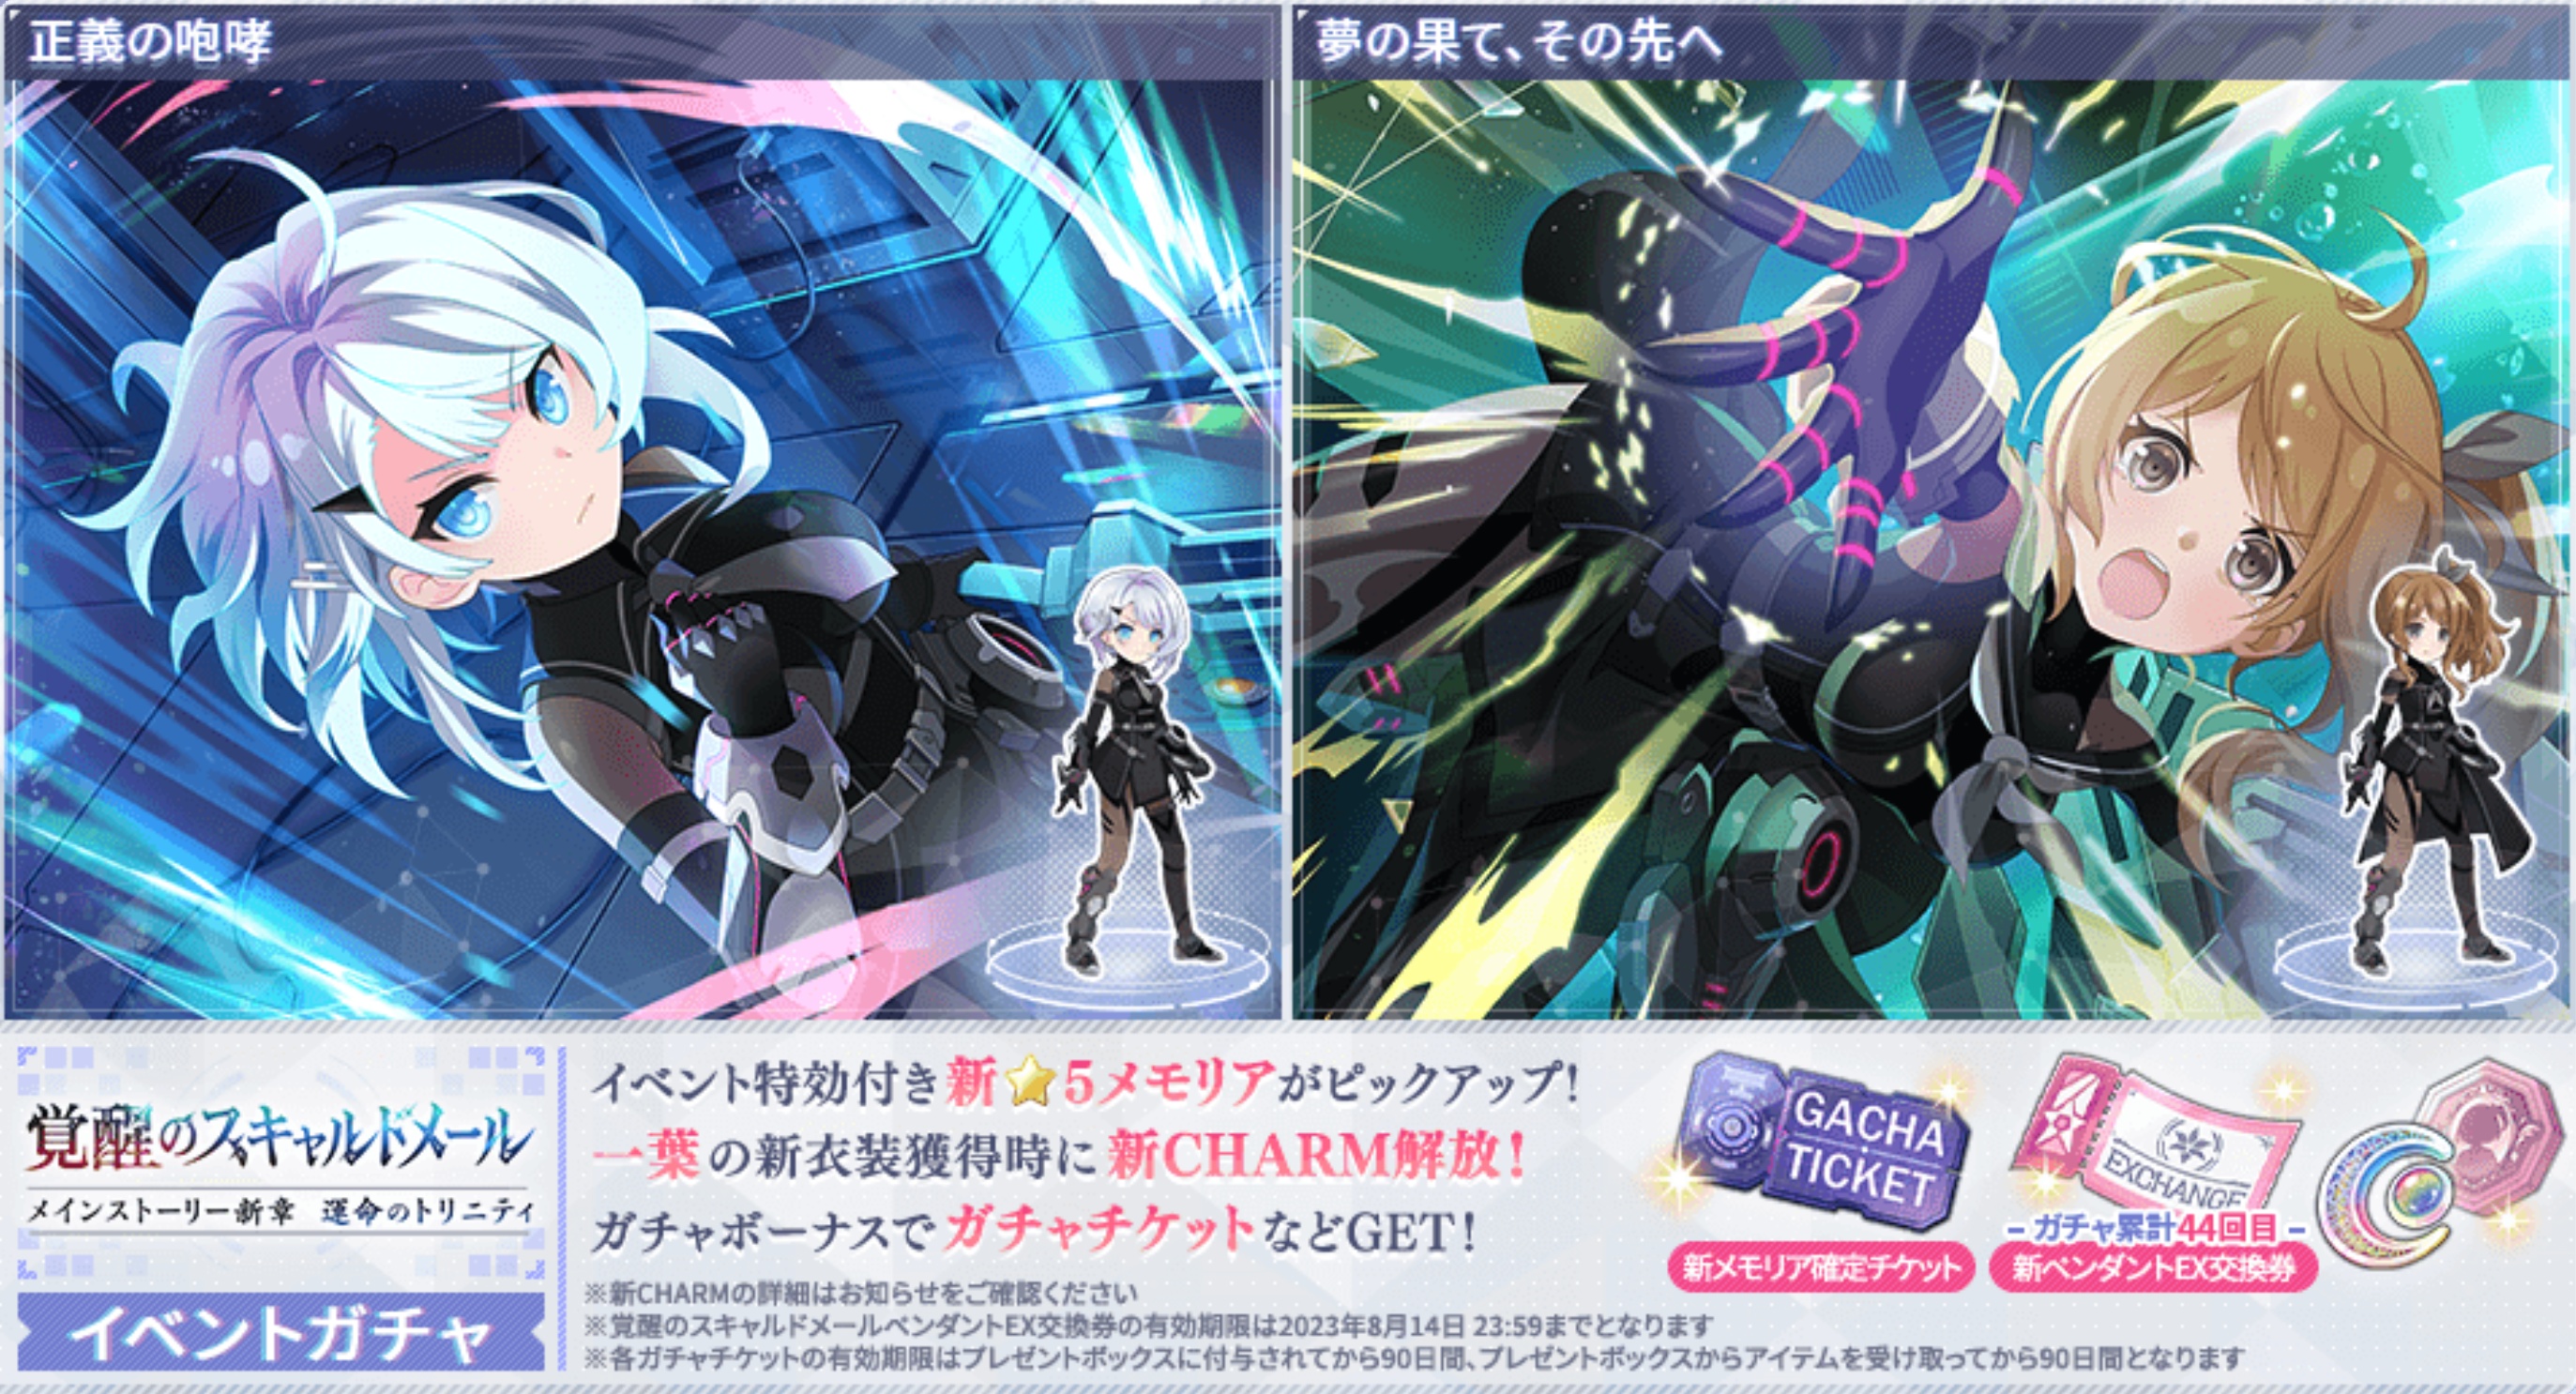 正義の咆哮
夢の果て、その先へ
覚醒のスキャルドメール
メインストーリー新章 運命のトリニティ
イベントガチャ
イベント特効付き新⭐5メモリアがピックアップ!
一葉の新衣装獲得時に新CHARM解放!
ガチャボーナスでガチャチケットなどGET!
※新CHARMの詳細はお知らせをご確認ください
※覚醒のスキャルドメールペンダントEX交換券の有効期限は2023年8月14日 23:59までとなります
※各ガチャチケットの有効期限はプレゼントボックスに付与されてから90日間、プレゼントボックスからアイテムを受け取ってから90日間となります
GACHA
TICKET
新メモリア確定チケット
EXCHANGE
– ガチャ累計44回目 –
新ペンダントEX交換券